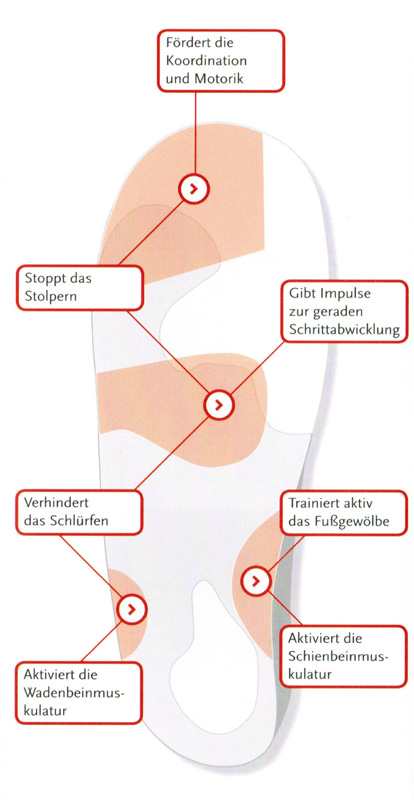 Fördert die
Koordination
und Motorik
Stoppt das
Stolpern
Gibt Impulse
zur geraden
Schrittabwicklung
Verhindert
das Schlürfen
Trainiert aktiv
das Fußgewölbe
Aktiviert die
Wadenbeinmus-
kulatur
Aktiviert die
Schienbeinmus-
kulatur